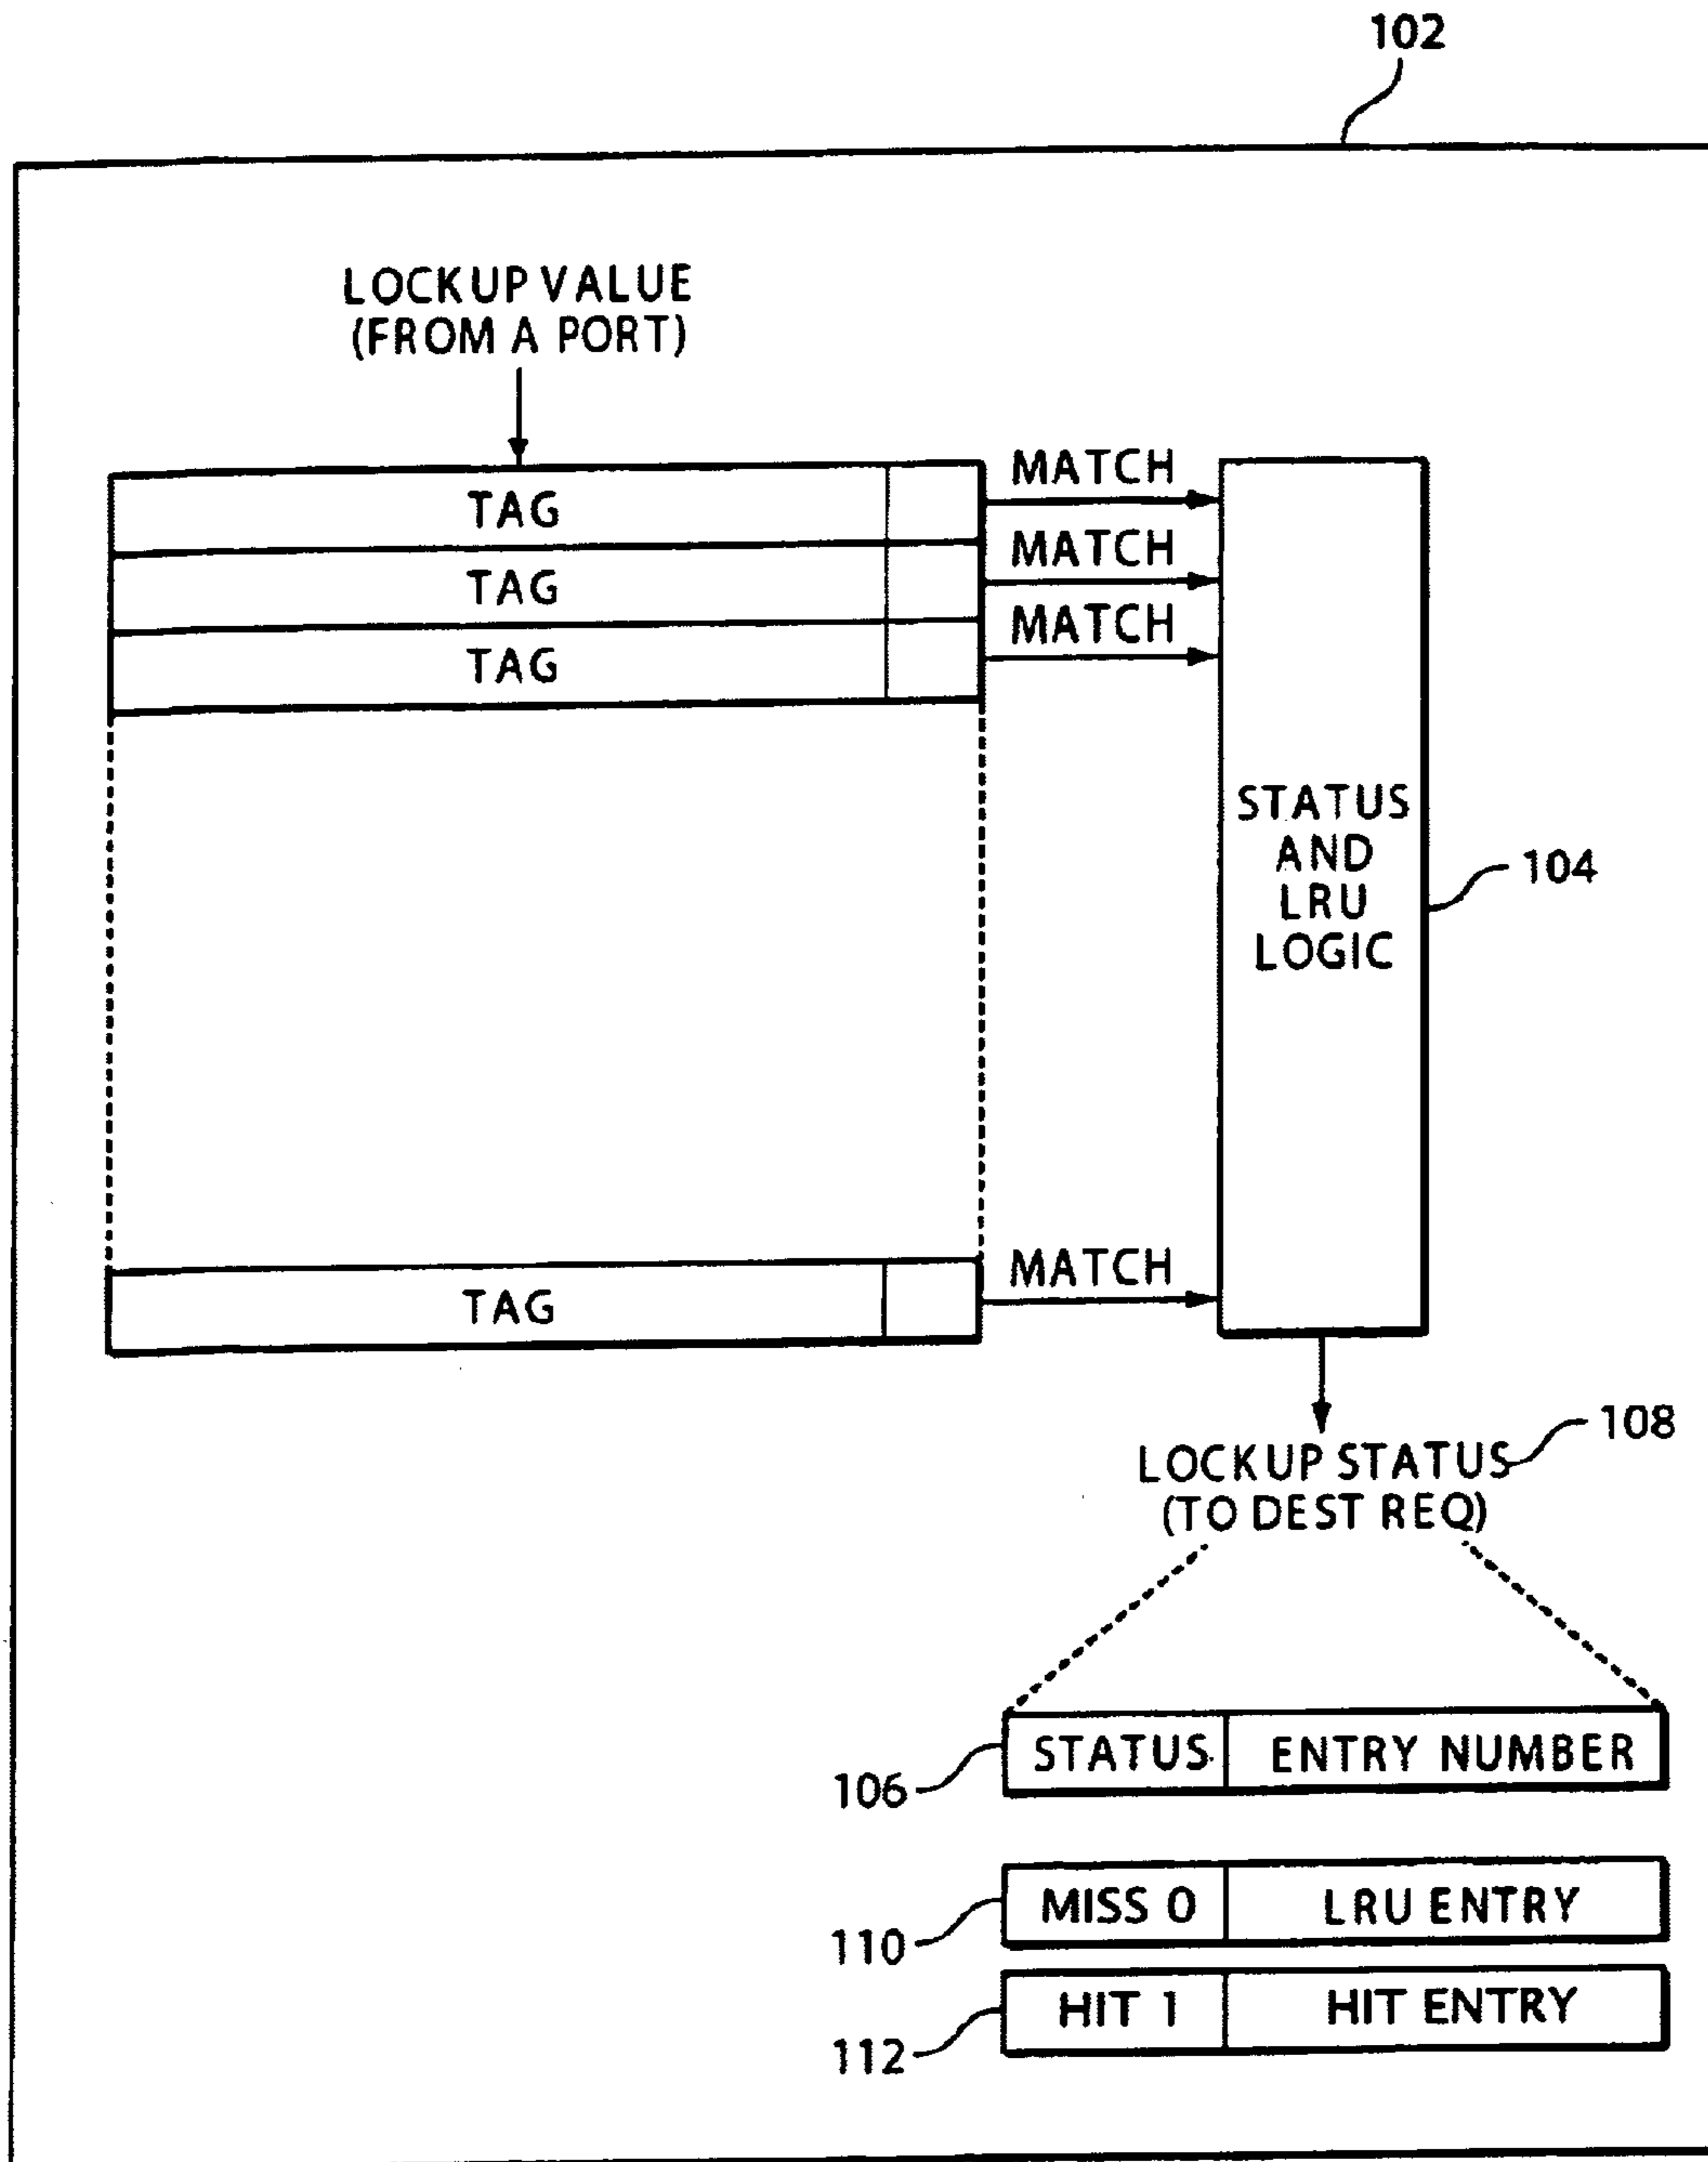 102
LOCKUP VALUE
(FROM A PORT)
TAG
MATCH
TAG
MATCH
TAG
MATCH
STATUS
AND
LRU
LOGIC
104
TAG
MATCH
LOCKUP STATUS
108
(TO DEST REQ)
106
STATUS
ENTRY NUMBER
110
MISS 0
LRU ENTRY
112
HIT 1
HIT ENTRY